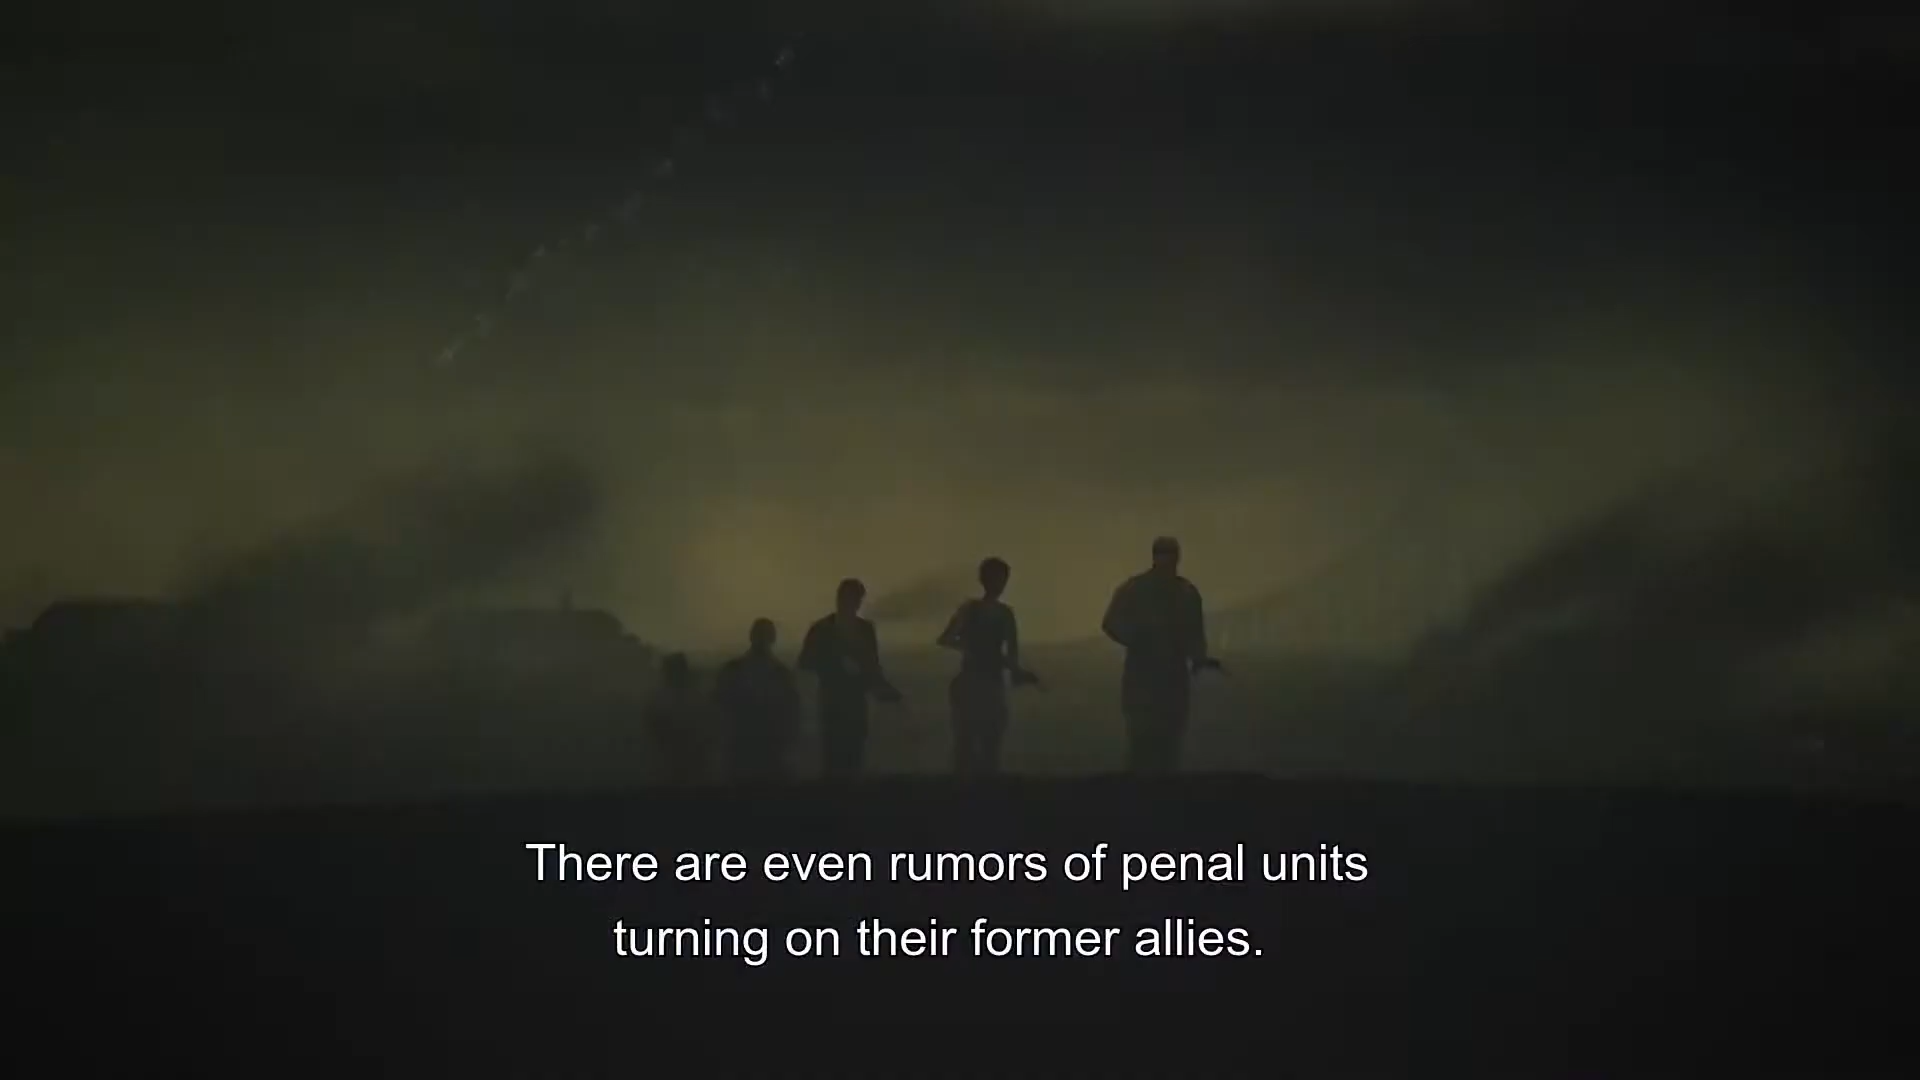 There are even rumors of penal units
turning on their former allies.